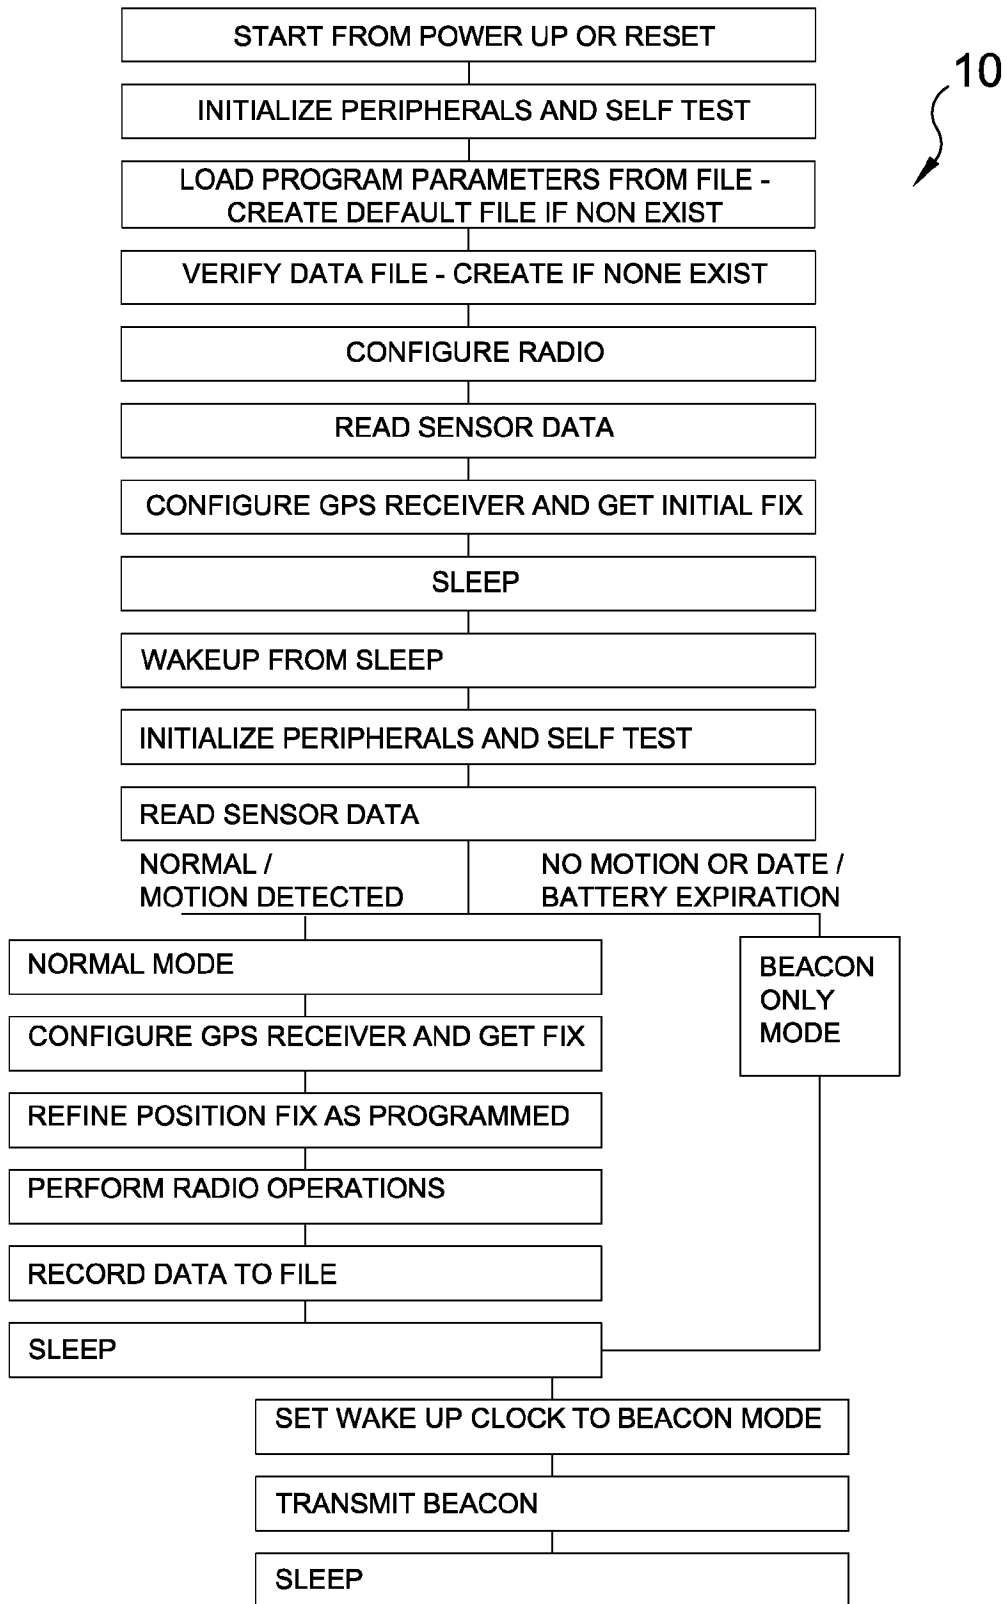 START FROM POWER UP OR RESET
10
INITIALIZE PERIPHERALS AND SELF TEST
LOAD PROGRAM PARAMETERS FROM FILE -
CREATE DEFAULT FILE IF NON EXIST
VERIFY DATA FILE - CREATE IF NONE EXIST
CONFIGURE RADIO
READ SENSOR DATA
CONFIGURE GPS RECEIVER AND GET INITIAL FIX
SLEEP
WAKEUP FROM SLEEP
INITIALIZE PERIPHERALS AND SELF TEST
READ SENSOR DATA
NORMAL /
MOTION DETECTED
NO MOTION OR DATE /
BATTERY EXPIRATION
NORMAL MODE
BEACON
ONLY
MODE
CONFIGURE GPS RECEIVER AND GET FIX
REFINE POSITION FIX AS PROGRAMMED
PERFORM RADIO OPERATIONS
RECORD DATA TO FILE
SLEEP
SET WAKE UP CLOCK TO BEACON MODE
TRANSMIT BEACON
SLEEP